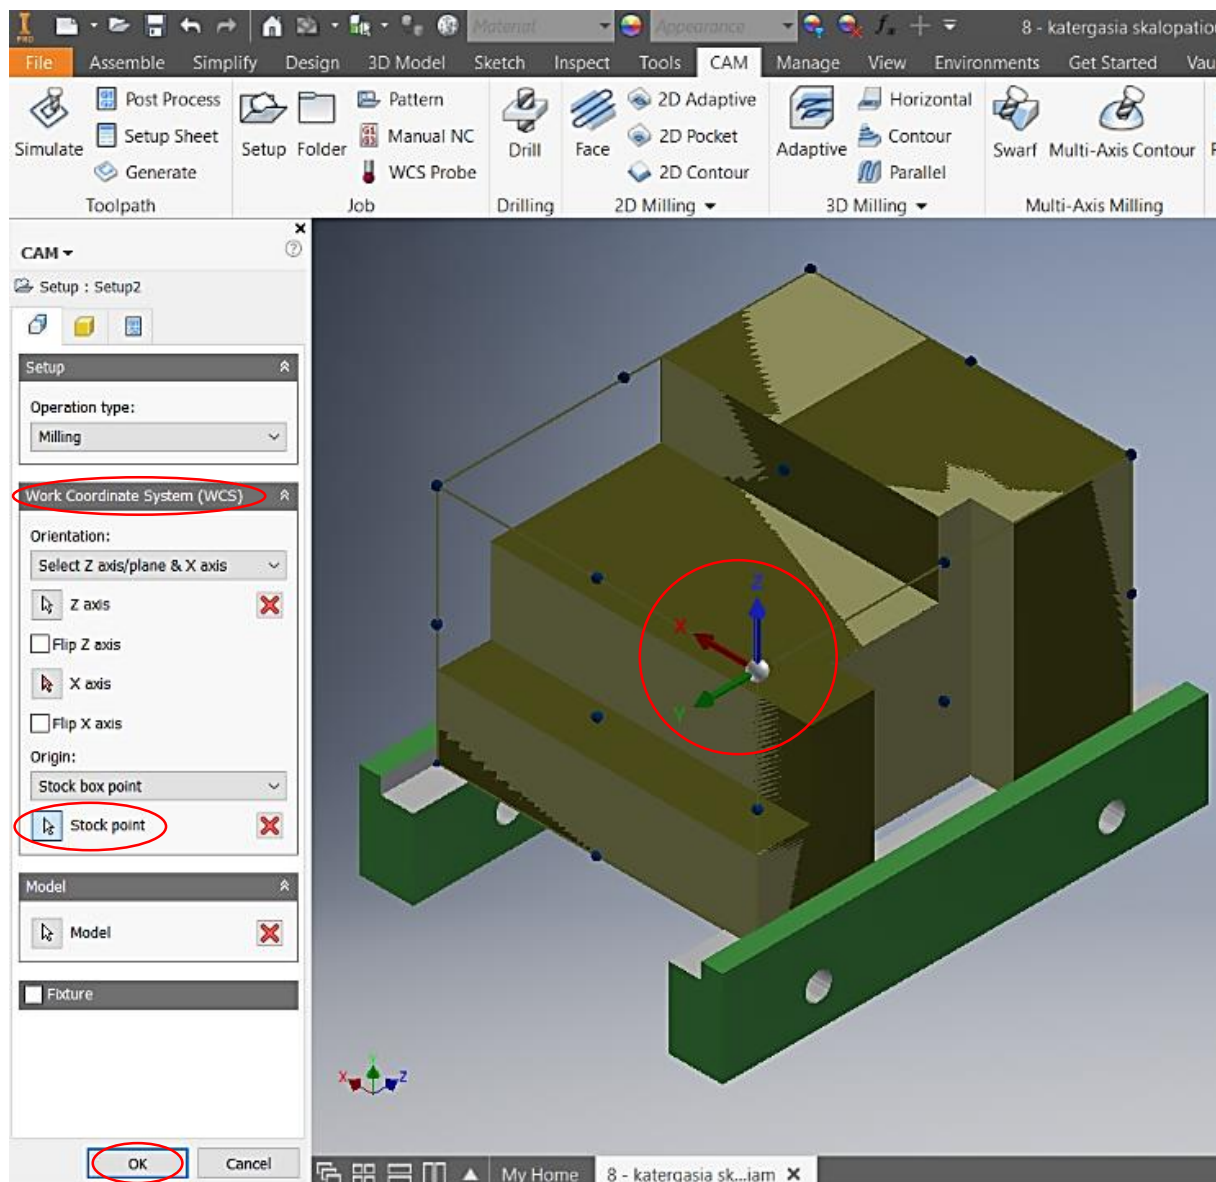 PRO
Material
Appearance
8 - katergasia skalopatio
File Assemble Simplify Design 3D Model Sketch Inspect Tools CAM Manage View Environments Get Started Vau
Simulate
Post Process
Setup Sheet
Generate
Toolpath
Setup
Folder
Pattern
Manual NC
WCS Probe
Job
Drill
Drilling
Face
2D Adaptive
2D Pocket
2D Contour
2D Milling
Adaptive
Horizontal
Contour
Parallel
3D Milling
Swarf
Multi-Axis Contour
Multi-Axis Milling
CAM
Setup : Setup2
Setup
Operation type:
Milling
Work Coordinate System (WCS)
Orientation:
Select Z axis/plane & X axis
Z axis
Flip Z axis
X axis
Flip X axis
Origin:
Stock box point
Stock point
Model
Model
Fixture
OK
Cancel
Z
X
Y
X
Y
Z
My Home
8 - katergasia sk...iam